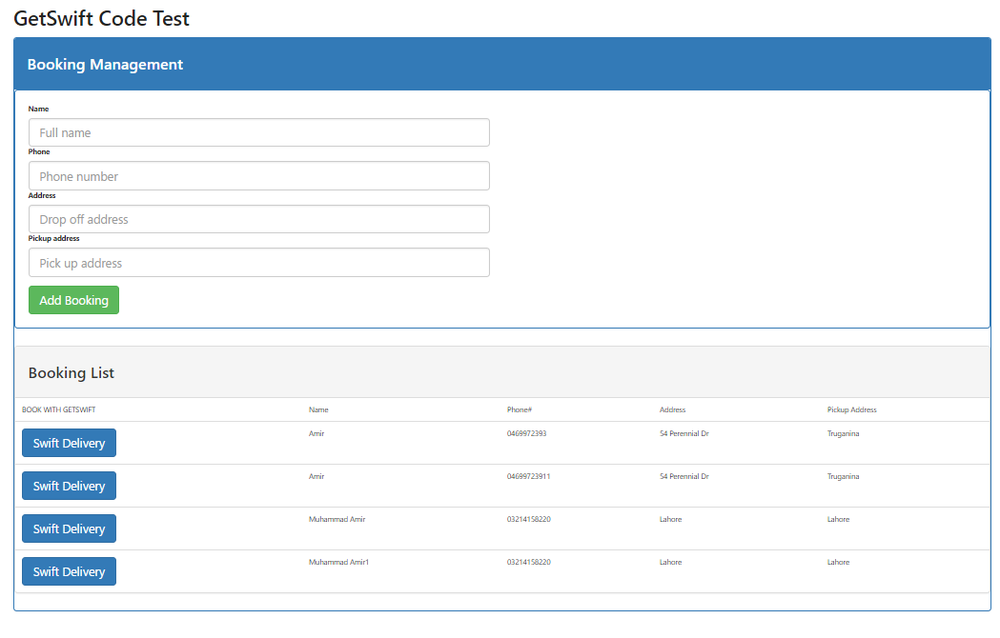 GetSwift Code Test
Booking Management
Name
Full name
Phone
Phone number
Address
Drop off address
Pickup address
Pick up address
Add Booking
Booking List
BOOK WITH GETSWIFT Name Phone# Address Pickup Address
Swift Delivery Amir 0469972393 54 Perennial Dr Truganina
Swift Delivery Amir 04699723911 54 Perennial Dr Truganina
Swift Delivery Muhammad Amir 03214158220 Lahore Lahore
Swift Delivery Muhammad Amir1 03214158220 Lahore Lahore